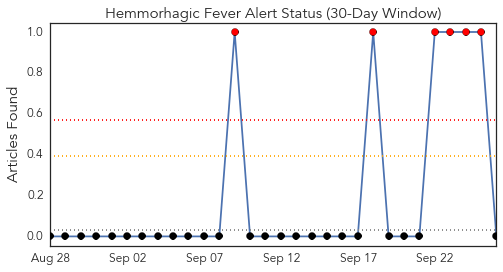 Hemmorhagic Fever Alert Status (30-Day Window)
Articles Found
1.0
0.8
0.6
0.4
0.2
0.0
Aug 28 Sep 02 Sep 07 Sep 12 Sep 17 Sep 22